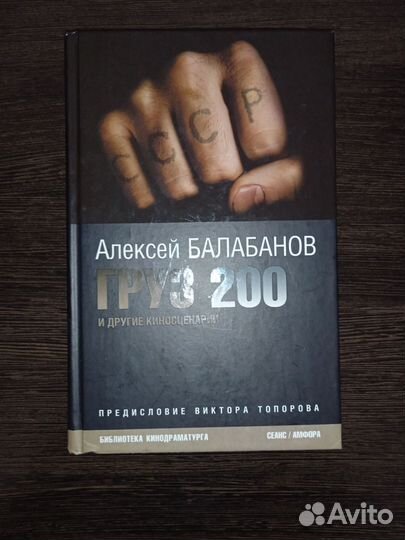 СССР
Алексей БАЛАБАНОВ
ГРУЗ 200
И ДРУГИЕ КИНОСЦЕНАРИИ
ПРЕДИСЛОВИЕ ВИКТОРА ТОПОРОВА
БИБЛИОТЕКА КИНОДРАМАТУРГА СЕАНС / АМФОРА
Avito